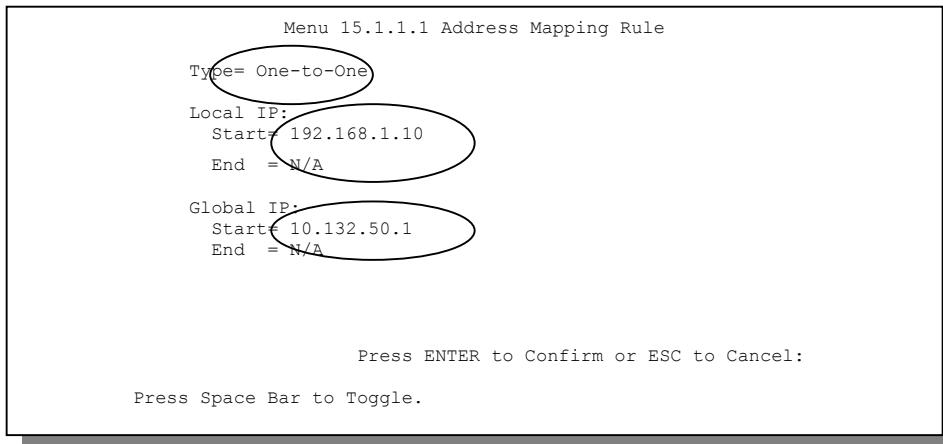 Menu 15.1.1.1 Address Mapping Rule
Type= One-to-One
Local IP:
Start= 192.168.1.10
End = N/A
Global IP:
Start= 10.132.50.1
End = N/A
Press ENTER to Confirm or ESC to Cancel:
Press Space Bar to Toggle.